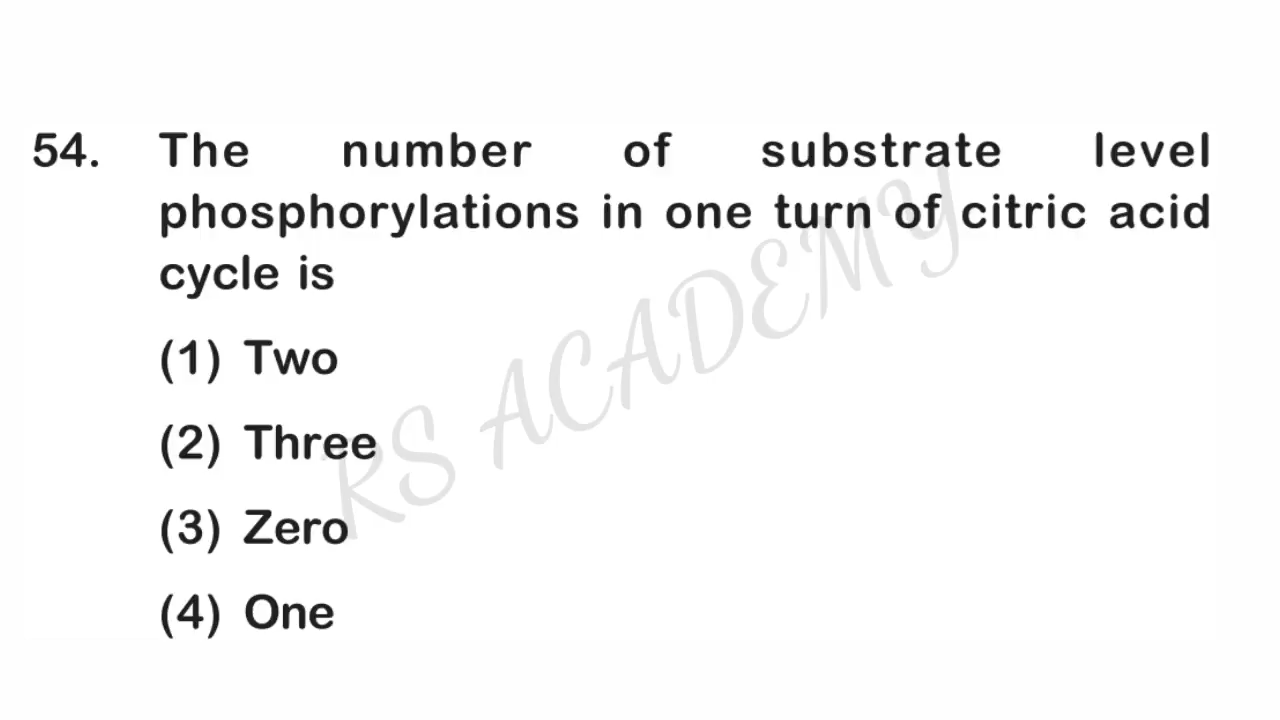 54. The number of substrate level
phosphorylations in one turn of citric acid
cycle is
(1) Two
(2) Three
(3) Zero
(4) One
RS ACADEMY